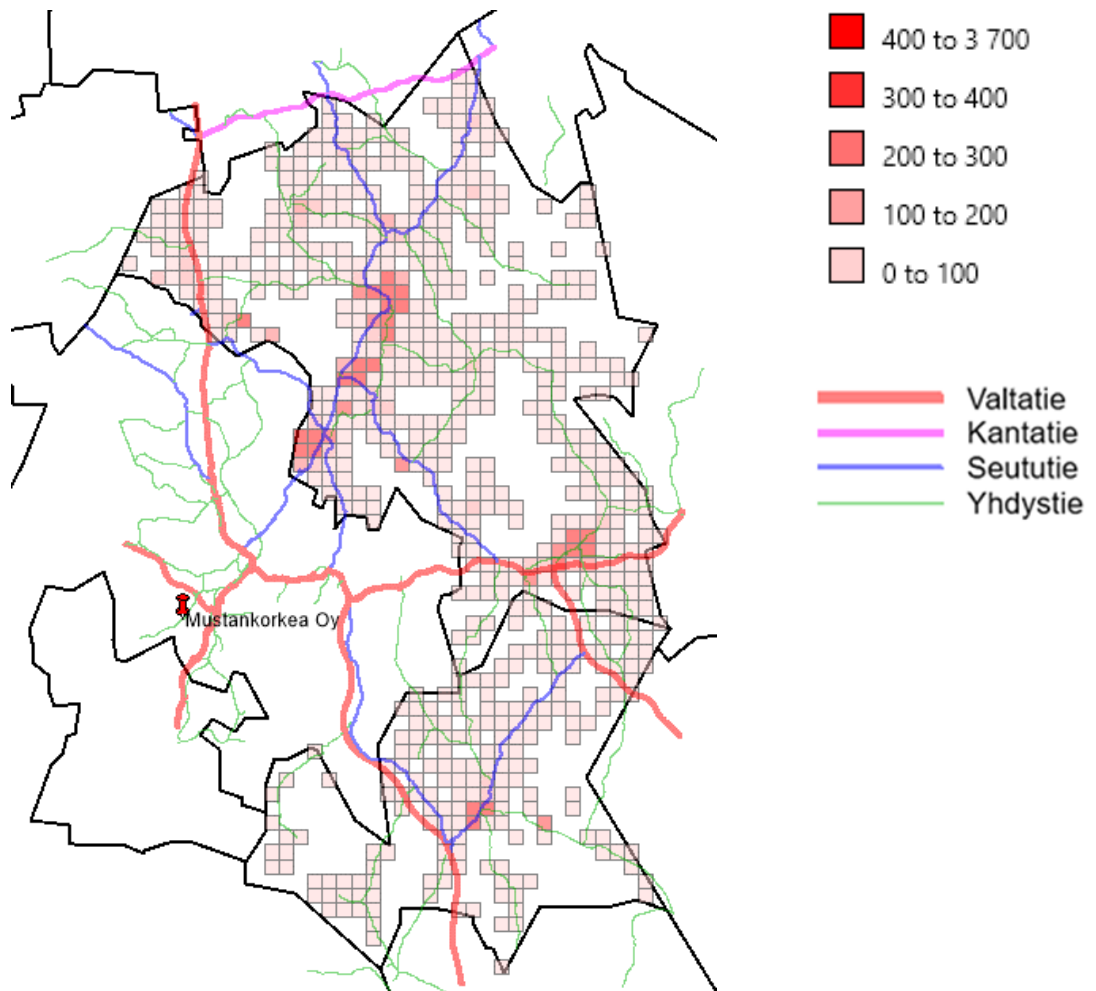 400 to 3 700
300 to 400
200 to 300
100 to 200
0 to 100
Valtatie
Kantatie
Seututie
Yhdystie
Mustankorkea Oy